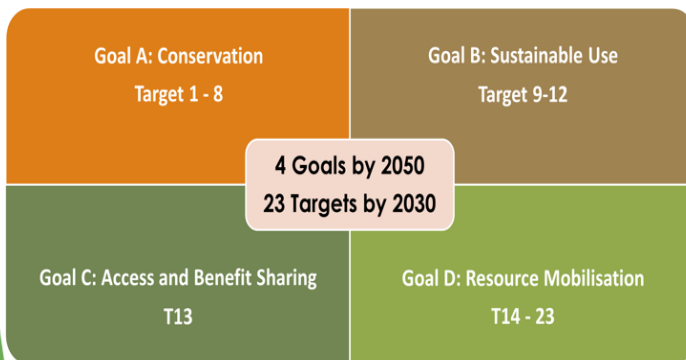 Goal A: Conservation
Target 1 - 8
Goal B: Sustainable Use
Target 9-12
4 Goals by 2050
23 Targets by 2030
Goal C: Access and Benefit Sharing
T13
Goal D: Resource Mobilisation
T14 - 23